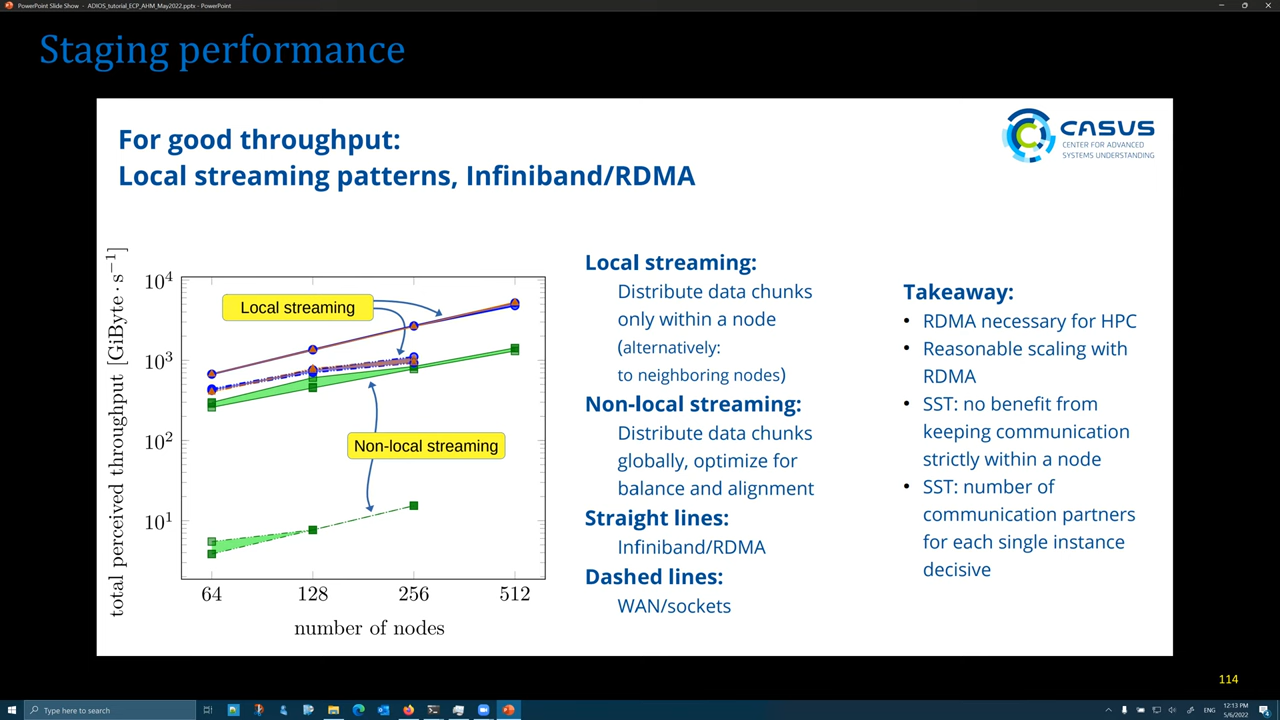 PowerPoint Slide Show - ADIOS_tutorial_ECP_AHM_May2022.pptx - PowerPoint
Staging performance
For good throughput:
Local streaming patterns, Infiniband/RDMA
CASUS
CENTER FOR ADVANCED
SYSTEMS UNDERSTANDING
total perceived throughput [GiByte · s⁻¹]
10⁴
10³
10²
10¹
Local streaming
Non-local streaming
64 128 256 512
number of nodes
Local streaming:
Distribute data chunks
only within a node
(alternatively:
to neighboring nodes)
Non-local streaming:
Distribute data chunks
globally, optimize for
balance and alignment
Straight lines:
Infiniband/RDMA
Dashed lines:
WAN/sockets
Takeaway:
• RDMA necessary for HPC
• Reasonable scaling with
RDMA
• SST: no benefit from
keeping communication
strictly within a node
• SST: number of
communication partners
for each single instance
decisive
114
Type here to search
ENG
12:13 PM
5/6/2022